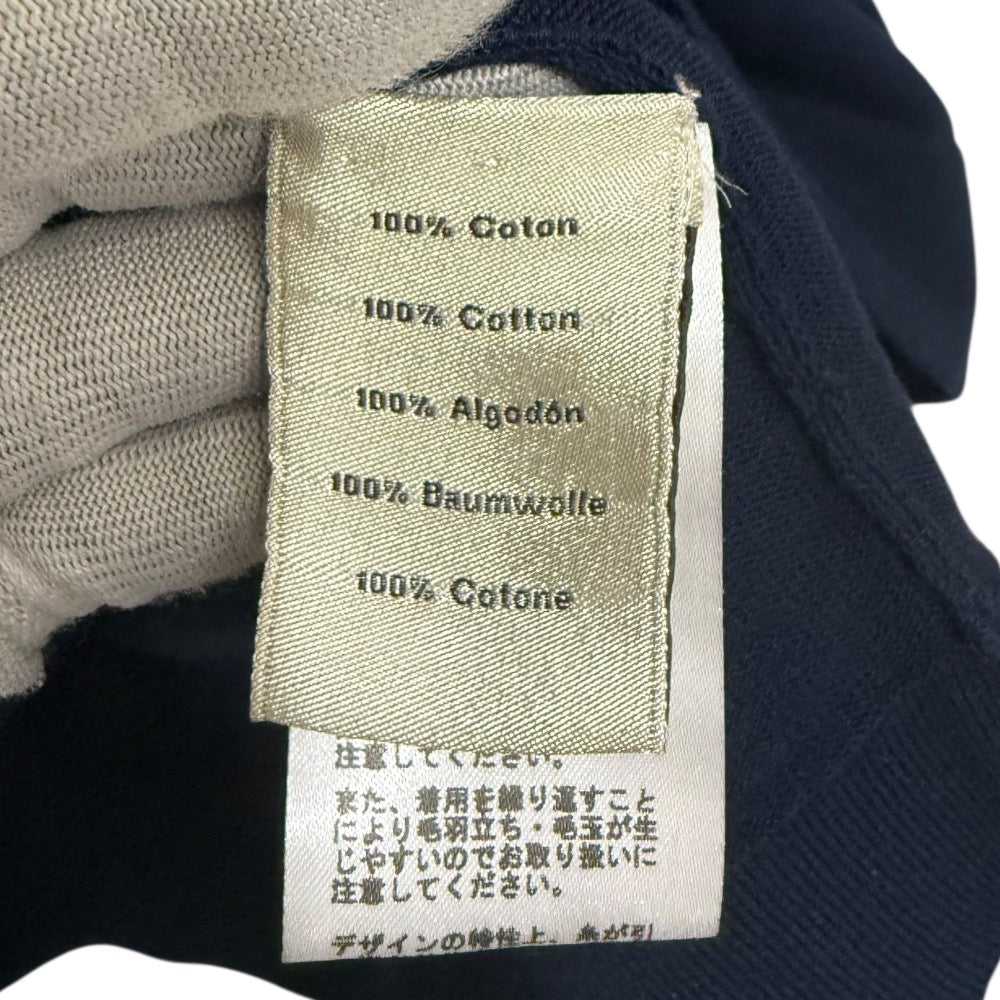 100% Coton
100% Cotton
100% Algodón
100% Baumwolle
100% Cotone
注意してください。
また、着用を繰り返すこと
により毛羽立ち・毛玉が生
じやすいのでお取り扱いに
注意してください。
デザインの特性上、糸が引